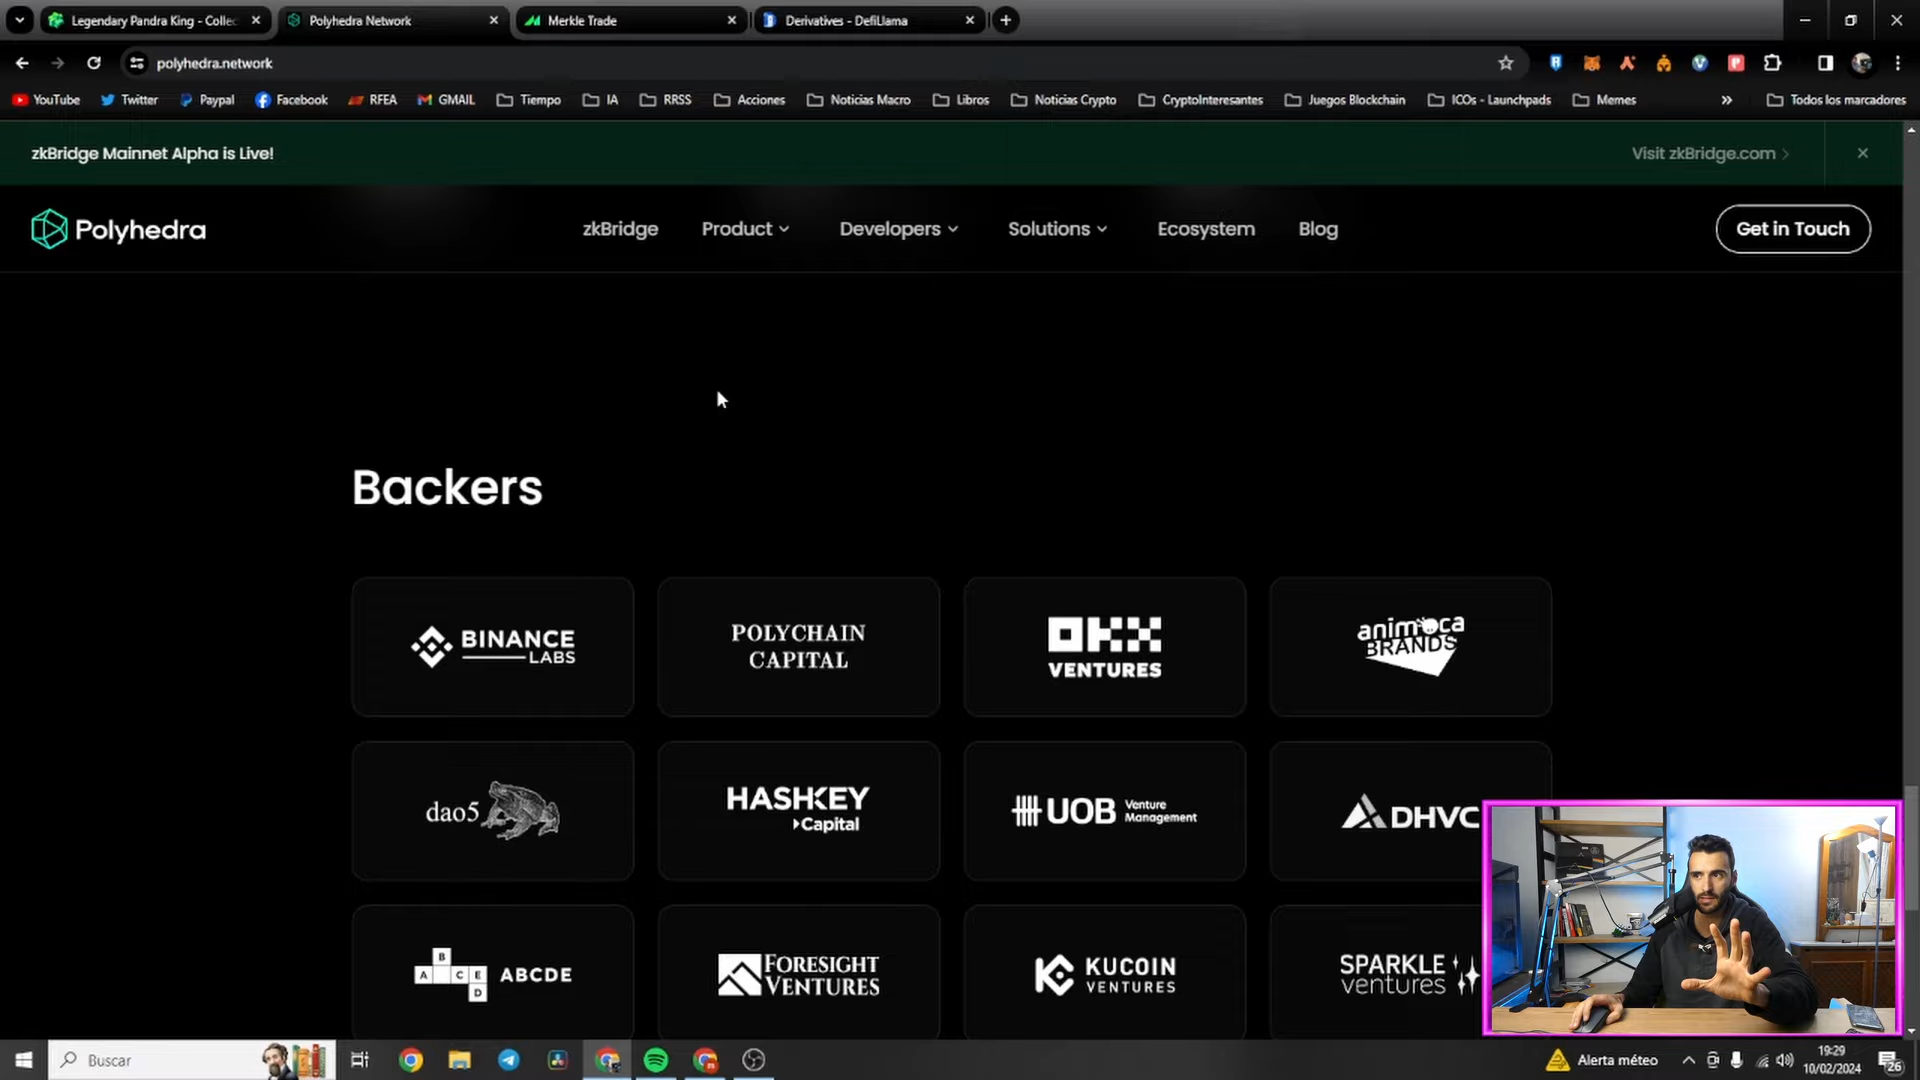 Legendary Pandra King - Collec
Polyhedra Network
Merkle Trade
Derivatives - DefiLlama
polyhedra.network
YouTube
Twitter
Paypal
Facebook
RFEA
GMAIL
Tiempo
IA
RRSS
Acciones
Noticias Macro
Libros
Noticias Crypto
CryptoInteresantes
Juegos Blockchain
ICOs - Launchpads
Memes
»
Todos los marcadores
zkBridge Mainnet Alpha is Live!
Visit zkBridge.com
Polyhedra
zkBridge
Product
Developers
Solutions
Ecosystem
Blog
Get in Touch
Backers
BINANCE
LABS
POLYCHAIN
CAPITAL
OKX
VENTURES
animoca
BRANDS
dao5
HASHKEY
Capital
UOB Venture
Management
DHVC
B
A C E
D
ABCDE
FORESIGHT
VENTURES
KUCOIN
VENTURES
SPARKLE
ventures
Buscar
Alerta méteo
19:29
10/02/2024
26